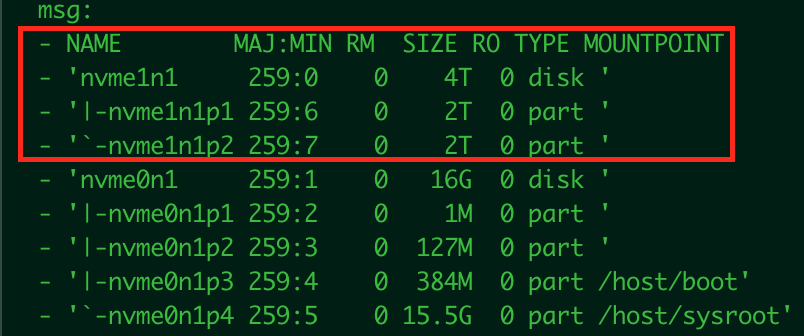 msg:
- NAME        MAJ:MIN RM  SIZE RO TYPE MOUNTPOINT
- 'nvme1n1     259:0    0    4T  0 disk '
- '|-nvme1n1p1 259:6    0    2T  0 part '
- '`-nvme1n1p2 259:7    0    2T  0 part '
- 'nvme0n1     259:1    0   16G  0 disk '
- '|-nvme0n1p1 259:2    0    1M  0 part '
- '|-nvme0n1p2 259:3    0  127M  0 part '
- '|-nvme0n1p3 259:4    0  384M  0 part /host/boot'
- '`-nvme0n1p4 259:5    0 15.5G  0 part /host/sysroot'